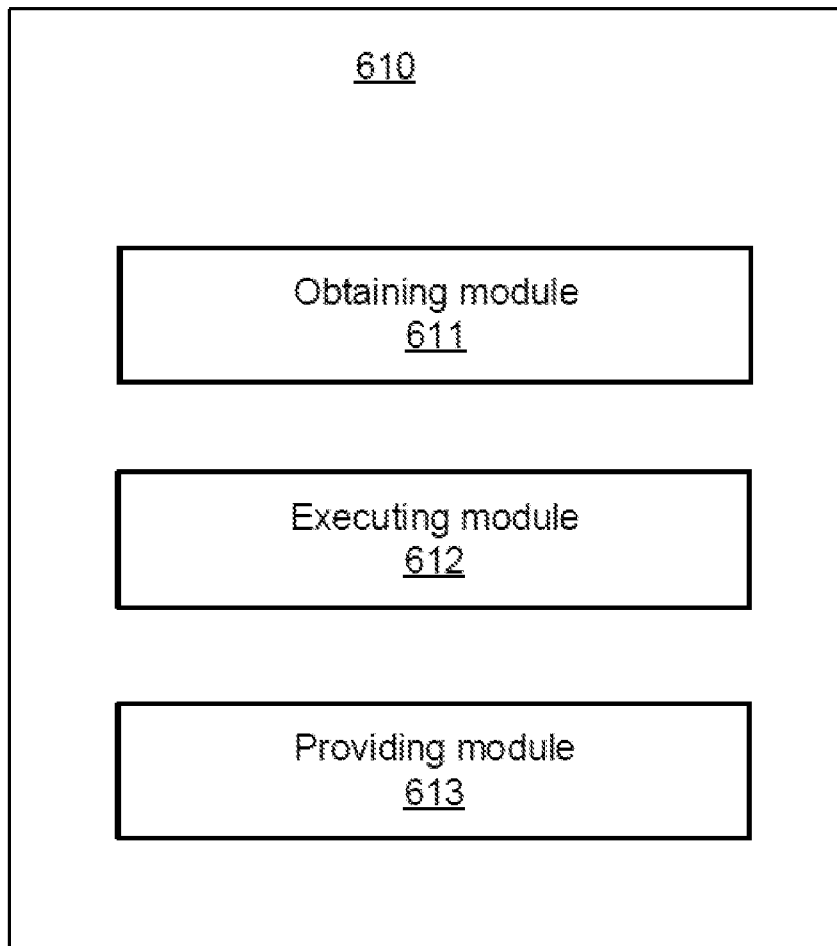 610
Obtaining module
611
Executing module
612
Providing module
613